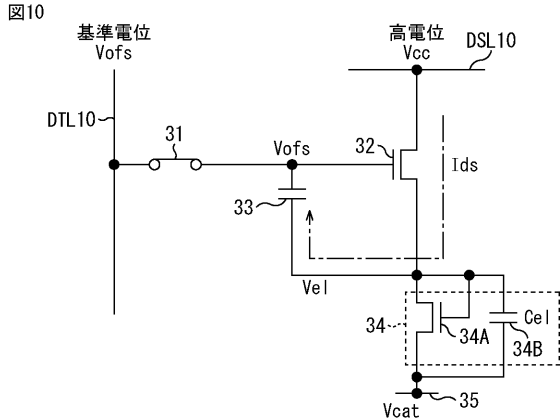 図10
基準電位
Vofs
高電位
Vcc
DSL10
DTL10
31
Vofs
32
Ids
33
Vel
34
34A
Cel
34B
35
Vcat